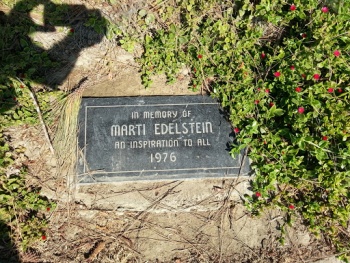 IN MEMORY OF
MARTI EDELSTEIN
AN INSPIRATION TO ALL
1976